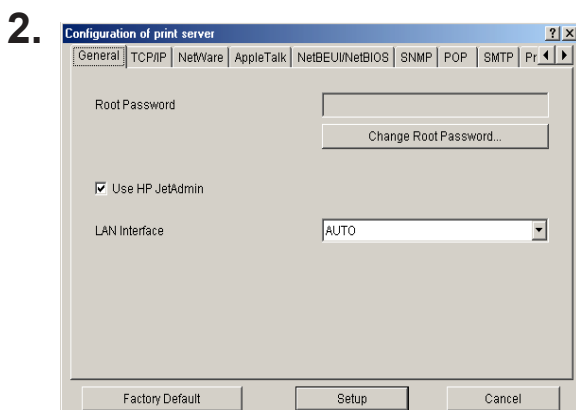 2.
Configuration of print server
General TCP/IP NetWare AppleTalk NetBEUI/NetBIOS SNMP POP SMTP Pr
Root Password
Change Root Password...
Use HP JetAdmin
LAN Interface AUTO
Factory Default Setup Cancel